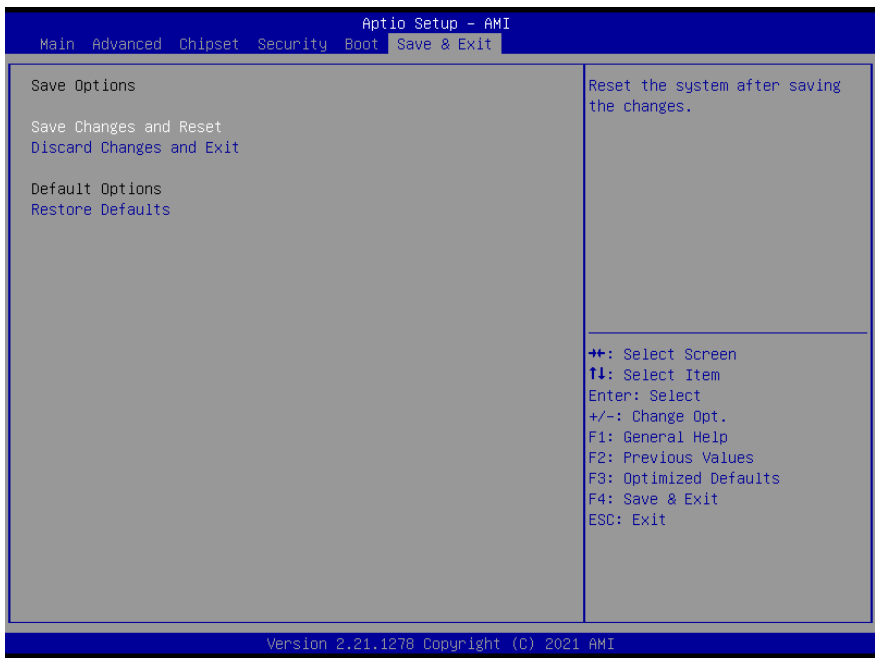 Aptio Setup – AMI
Main Advanced Chipset Security Boot Save & Exit
Save Options
Save Changes and Reset
Discard Changes and Exit
Default Options
Restore Defaults
Reset the system after saving
the changes.
→←: Select Screen
↑↓: Select Item
Enter: Select
+/-: Change Opt.
F1: General Help
F2: Previous Values
F3: Optimized Defaults
F4: Save & Exit
ESC: Exit
Version 2.21.1278 Copyright (C) 2021 AMI